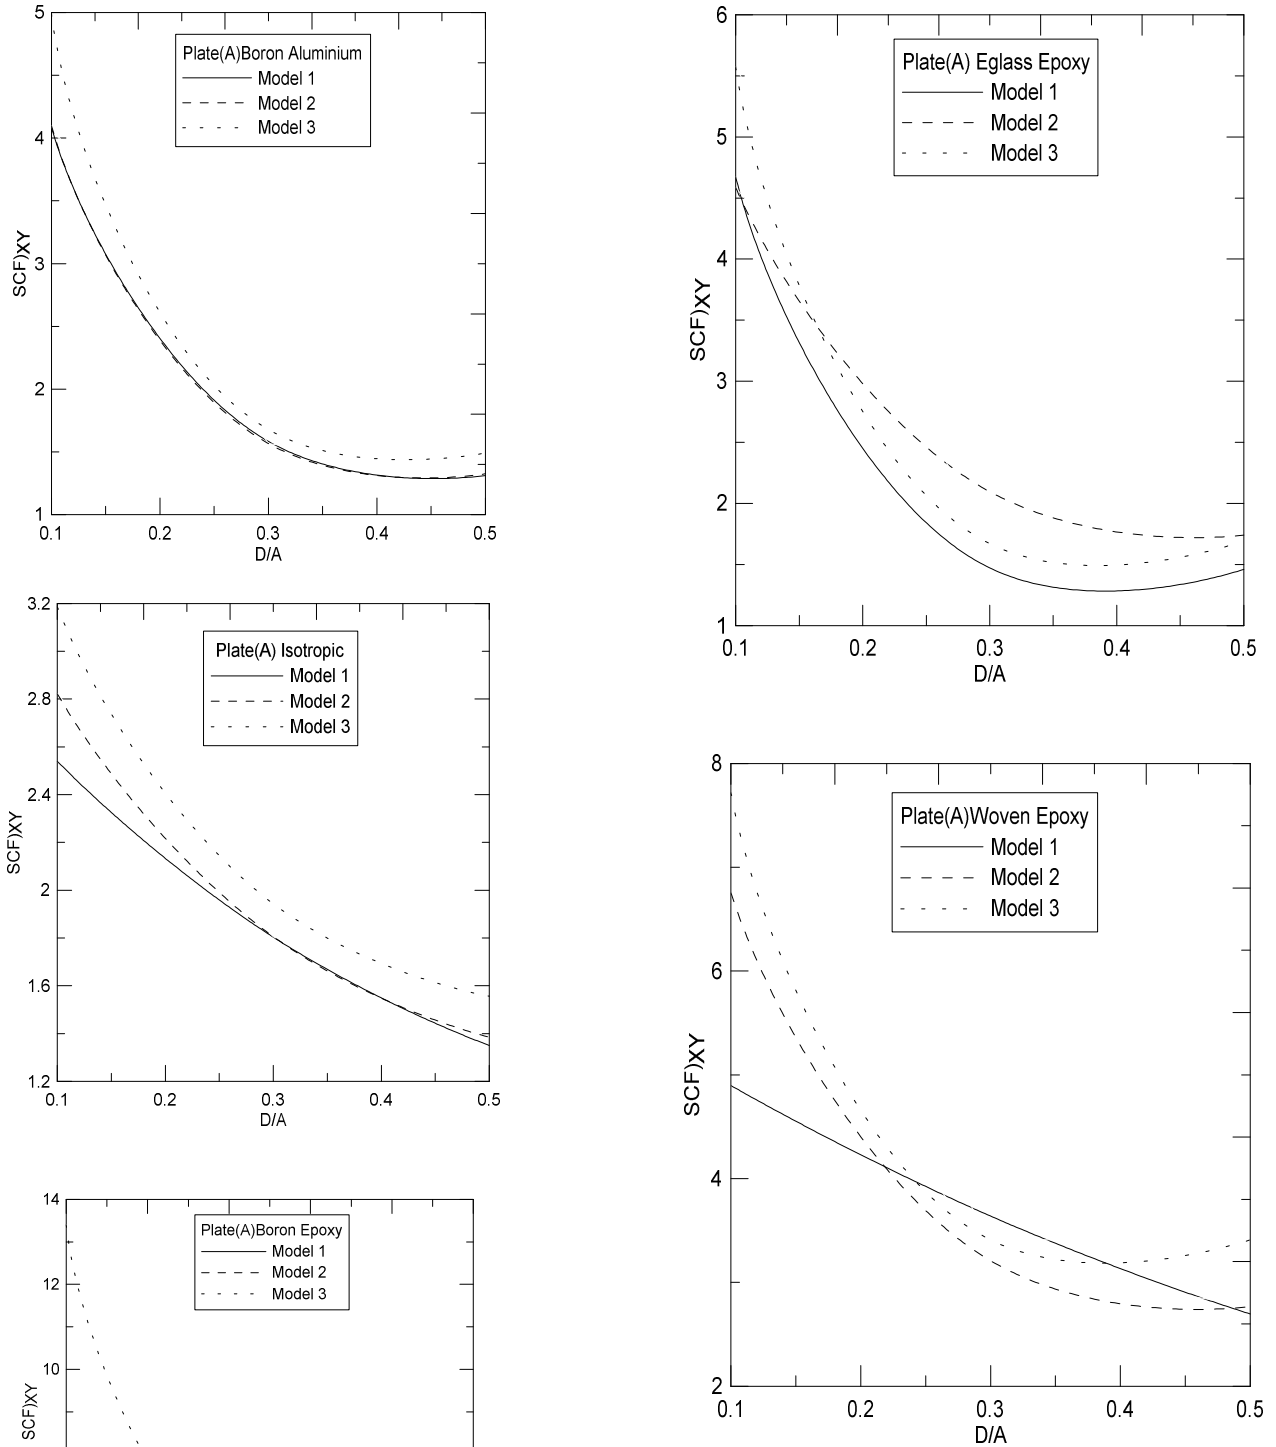 5
4
3
2
1
SCF)XY
Plate(A)Boron Aluminium
Model 1
Model 2
Model 3
0.1 0.2 0.3 0.4 0.5
D/A
6
5
4
3
2
1
SCF)XY
Plate(A) Eglass Epoxy
Model 1
Model 2
Model 3
0.1 0.2 0.3 0.4 0.5
D/A
3.2
2.8
2.4
2
1.6
1.2
SCF)XY
Plate(A) Isotropic
Model 1
Model 2
Model 3
0.1 0.2 0.3 0.4 0.5
D/A
8
6
4
2
SCF)XY
Plate(A)Woven Epoxy
Model 1
Model 2
Model 3
0.1 0.2 0.3 0.4 0.5
D/A
14
12
10
SCF)XY
Plate(A)Boron Epoxy
Model 1
Model 2
Model 3